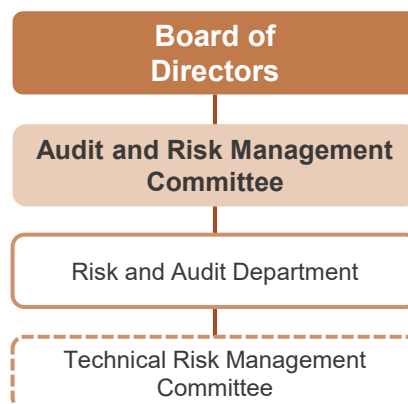 Board of
Directors
Audit and Risk Management
Committee
Risk and Audit Department
Technical Risk Management
Committee